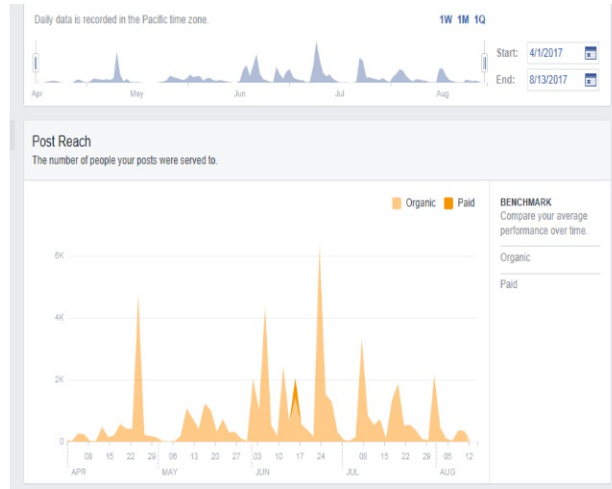 Daily data is recorded in the Pacific time zone.
1W 1M 1Q
Start: 4/1/2017
End: 8/13/2017
Apr May Jun Jul Aug
Post Reach
The number of people your posts were served to.
Organic Paid
BENCHMARK
Compare your average
performance over time.
Organic
Paid
6K
4K
2K
0
08 15 22 29 06 13 20 27 03 10 17 24 08 15 22 29 05 12
APR MAY JUN JUL AUG